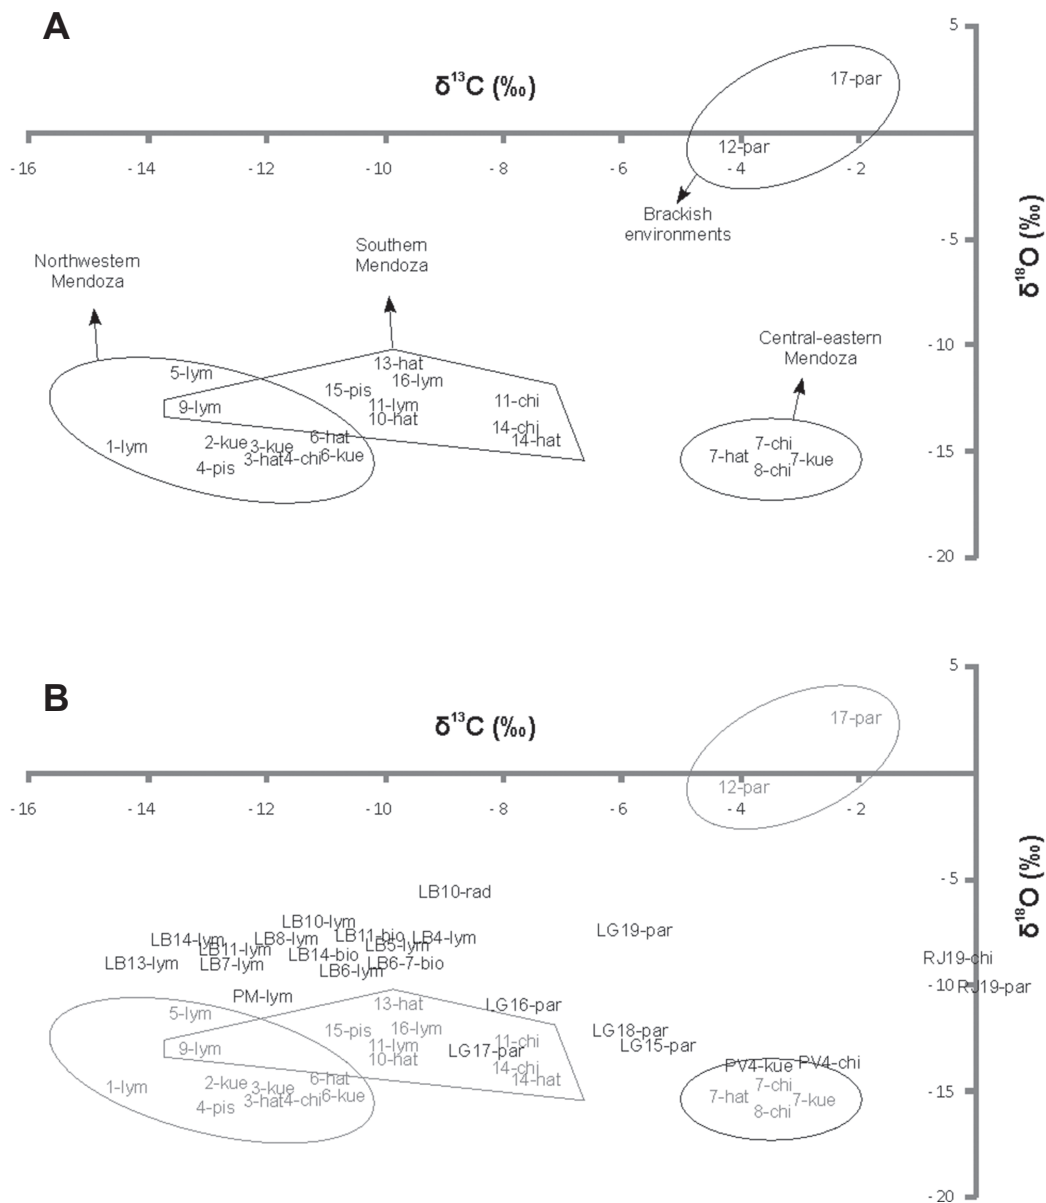 A
5
δ¹³C (‰)
17-par
12-par
-16
-14
-12
-10
-8
-6
-4
-2
Brackish
environments
Southern
Mendoza
Northwestern
Mendoza
-5
δ¹⁸O (‰)
Central-eastern
Mendoza
-10
13-hat
5-lym
16-lym
15-pis
9-lym
11-lym
11-chi
10-hat
14-chi
6-hat
14-hat
1-lym
2-kue
3-kue
7-chi
3-hat
4-chi
6-kue
7-hat
7-kue
-15
4-pis
8-chi
-20
B
5
δ¹³C (‰)
17-par
12-par
-16
-14
-12
-10
-8
-6
-4
-2
δ¹⁸O (‰)
-5
LB10-rad
LB10-lym
LG19-par
LB14-lym
LB8-lym
LB11-bio
LB4-lym
LB11-lym
LB5-lym
LB14-bio
RJ19-chi
LB13-lym
LB7-lym
LB6-lym
LB6-7-bio
-10
RJ19-par
PM-lym
13-hat
LG16-par
5-lym
16-lym
15-pis
LG18-par
9-lym
11-lym
11-chi
LG17-par
LG15-par
10-hat
14-chi
PV4-kue
PV4-chi
6-hat
14-hat
1-lym
2-kue
3-kue
7-chi
3-hat
4-chi
6-kue
7-hat
7-kue
-15
4-pis
8-chi
-20